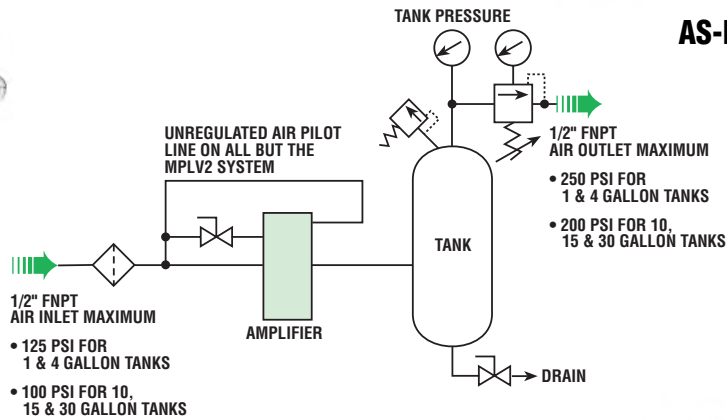 TANK PRESSURE
AS-
UNREGULATED AIR PILOT
LINE ON ALL BUT THE
MPLV2 SYSTEM
1/2" FNPT
AIR OUTLET MAXIMUM
• 250 PSI FOR
1 & 4 GALLON TANKS
• 200 PSI FOR 10,
15 & 30 GALLON TANKS
TANK
1/2" FNPT
AIR INLET MAXIMUM
• 125 PSI FOR
1 & 4 GALLON TANKS
• 100 PSI FOR 10,
15 & 30 GALLON TANKS
AMPLIFIER
DRAIN